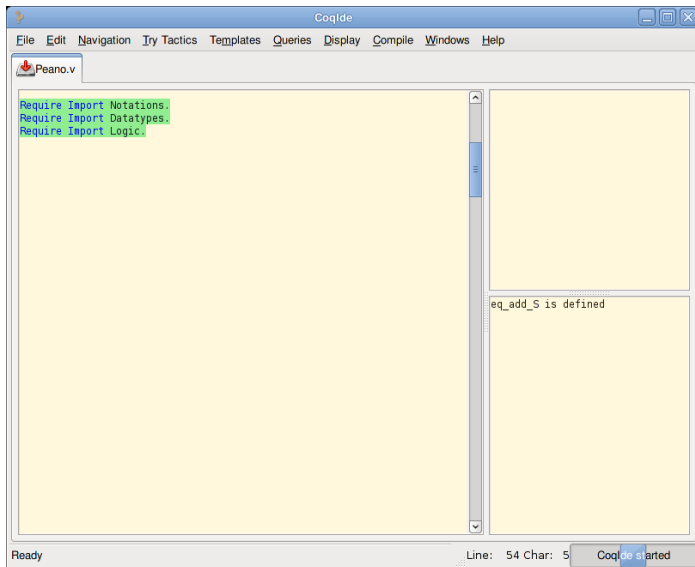 CoqIde
File Edit Navigation Try Tactics Templates Queries Display Compile Windows Help
Peano.v
Require Import Notations.
Require Import Datatypes.
Require Import Logic.
eq_add_S is defined
Ready
Line: 54 Char: 5
CoqIde started